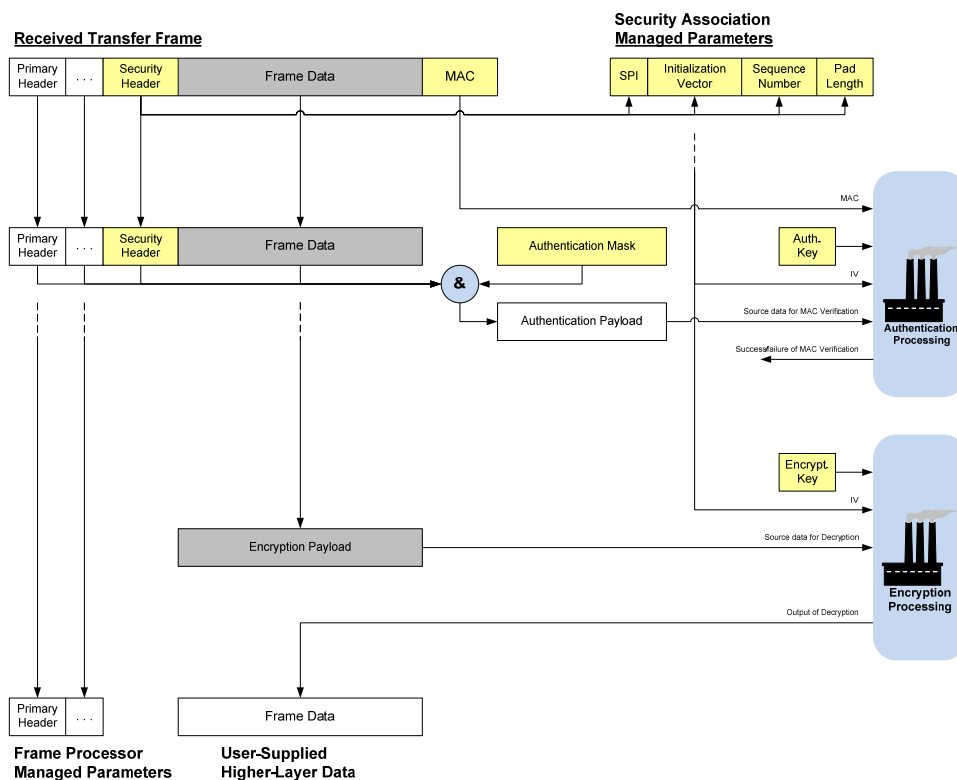 Security Association
Managed Parameters
Received Transfer Frame
Primary
Header
. . .
Security
Header
Frame Data
MAC
SPI
Initialization
Vector
Sequence
Number
Pad
Length
MAC
Primary
Header
. . .
Security
Header
Frame Data
Authentication Mask
Auth.
Key
IV
&
Authentication Payload
Source data for MAC Verification
Authentication
Processing
Success/failure of MAC Verification
Encrypt.
Key
IV
Encryption Payload
Source data for Decryption
Encryption
Processing
Output of Decryption
Primary
Header
. . .
Frame Data
Frame Processor
Managed Parameters
User-Supplied
Higher-Layer Data